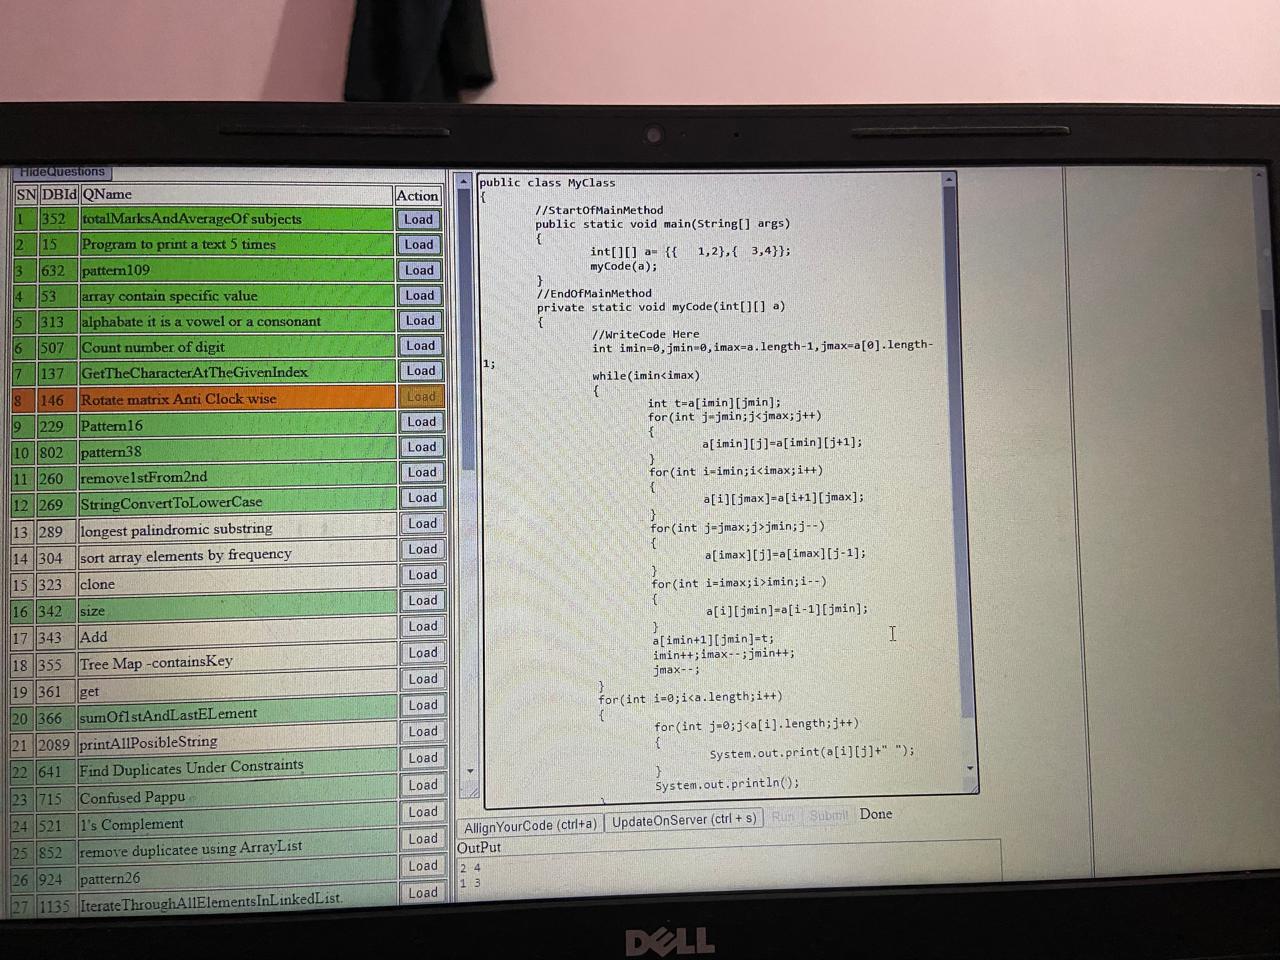 HideQuestions
SN DBId QName Action
1 352 totalMarksAndAverageOf subjects Load
2 15 Program to print a text 5 times Load
3 632 pattern109 Load
4 53 array contain specific value Load
5 313 alphabate it is a vowel or a consonant Load
6 507 Count number of digit Load
7 137 GetTheCharacterAtTheGivenIndex Load
8 146 Rotate matrix Anti Clock wise Load
9 229 Pattern16 Load
10 802 pattern38 Load
11 260 remove1stFrom2nd Load
12 269 StringConvertToLowerCase Load
13 289 longest palindromic substring Load
14 304 sort array elements by frequency Load
15 323 clone Load
16 342 size Load
17 343 Add Load
18 355 Tree Map -containsKey Load
19 361 get Load
20 366 sumOf1stAndLastELement Load
21 2089 printAllPosibleString Load
22 641 Find Duplicates Under Constraints Load
23 715 Confused Pappu Load
24 521 1's Complement Load
25 852 remove duplicatee using ArrayList Load
26 924 pattern26 Load
27 1135 IterateThroughAllElementsInLinkedList. Load
public class MyClass
{
//StartOfMainMethod
public static void main(String[] args)
{
int[][] a= {{ 1,2},{ 3,4}};
myCode(a);
}
//EndOfMainMethod
private static void myCode(int[][] a)
{
//WriteCode Here
int imin=0,jmin=0,imax=a.length-1,jmax=a[0].length-
1;
while(imin<imax)
{
int t=a[imin][jmin];
for(int j=jmin;j<jmax;j++)
{
a[imin][j]=a[imin][j+1];
}
for(int i=imin;i<imax;i++)
{
a[i][jmax]=a[i+1][jmax];
}
for(int j=jmax;j>jmin;j--)
{
a[imax][j]=a[imax][j-1];
}
for(int i=imax;i>imin;i--)
{
a[i][jmin]=a[i-1][jmin];
}
a[imin+1][jmin]=t;
imin++;imax--;jmin++;
jmax--;
}
for(int i=0;i<a.length;i++)
{
for(int j=0;j<a[i].length;j++)
{
System.out.print(a[i][j]+" ");
}
System.out.println();
}
AllignYourCode (ctrl+a) UpdateOnServer (ctrl + s) Run Submit Done
OutPut
2 4
1 3
DELL